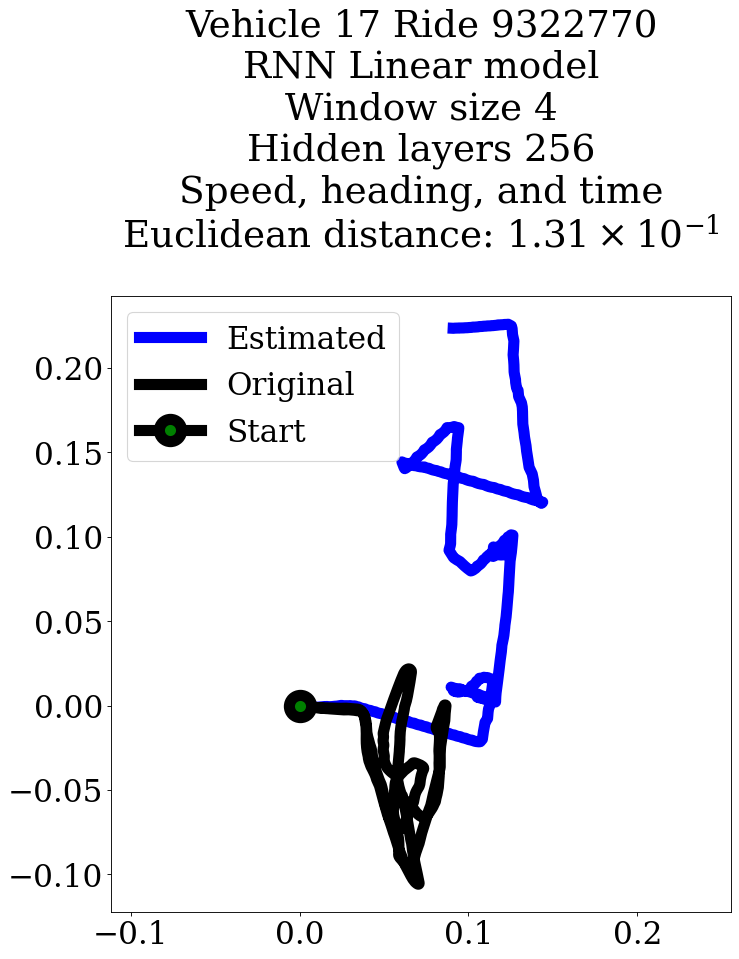 Vehicle 17 Ride 9322770
RNN Linear model
Window size 4
Hidden layers 256
Speed, heading, and time
Euclidean distance: 1.31 × 10⁻¹
Estimated
Original
Start
0.20
0.15
0.10
0.05
0.00
−0.05
−0.10
−0.1 0.0 0.1 0.2